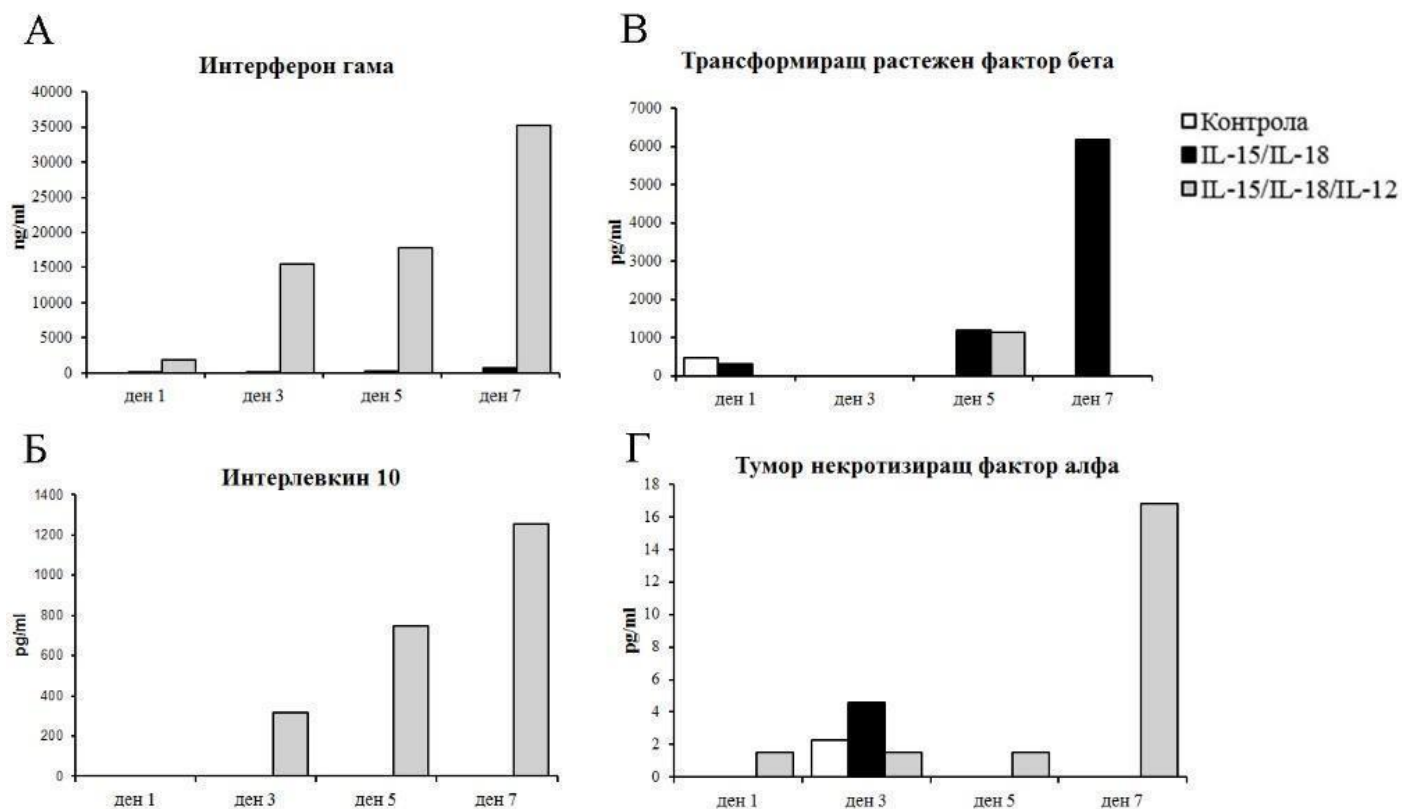 А
Интерферон гама
40000
35000
30000
25000
20000
15000
10000
5000
0
ng/ml
ден 1 ден 3 ден 5 ден 7
В
Трансформиращ растежен фактор бета
7000
6000
5000
4000
3000
2000
1000
0
pg/ml
ден 1 ден 3 ден 5 ден 7
Контрола
IL-15/IL-18
IL-15/IL-18/IL-12
Б
Интерлевкин 10
1400
1200
1000
800
600
400
200
0
pg/ml
ден 1 ден 3 ден 5 ден 7
Г
Тумор некротизиращ фактор алфа
18
16
14
12
10
8
6
4
2
0
pg/ml
ден 1 ден 3 ден 5 ден 7